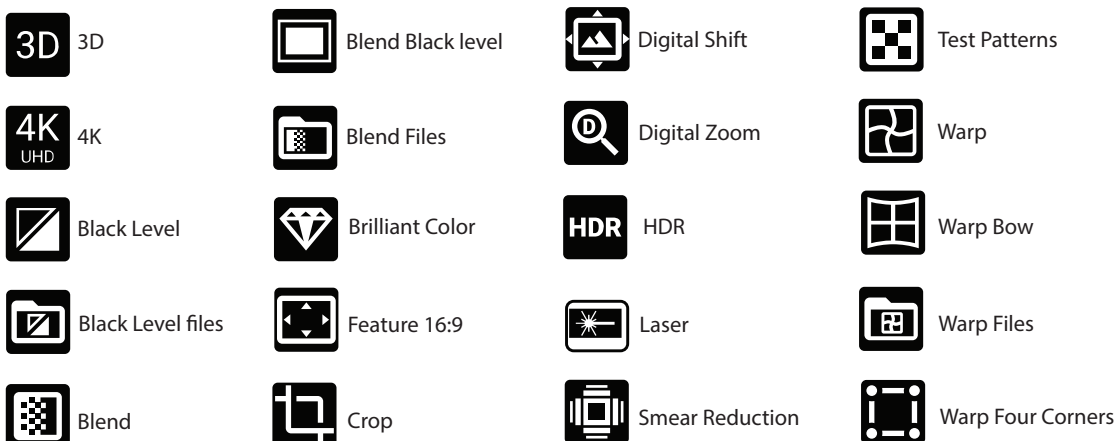 3D 3D
Blend Black level
Digital Shift
Test Patterns
4K UHD 4K
Blend Files
D Digital Zoom
Warp
Black Level
Brilliant Color
HDR HDR
Warp Bow
Black Level files
Feature 16:9
Laser
Warp Files
Blend
Crop
Smear Reduction
Warp Four Corners